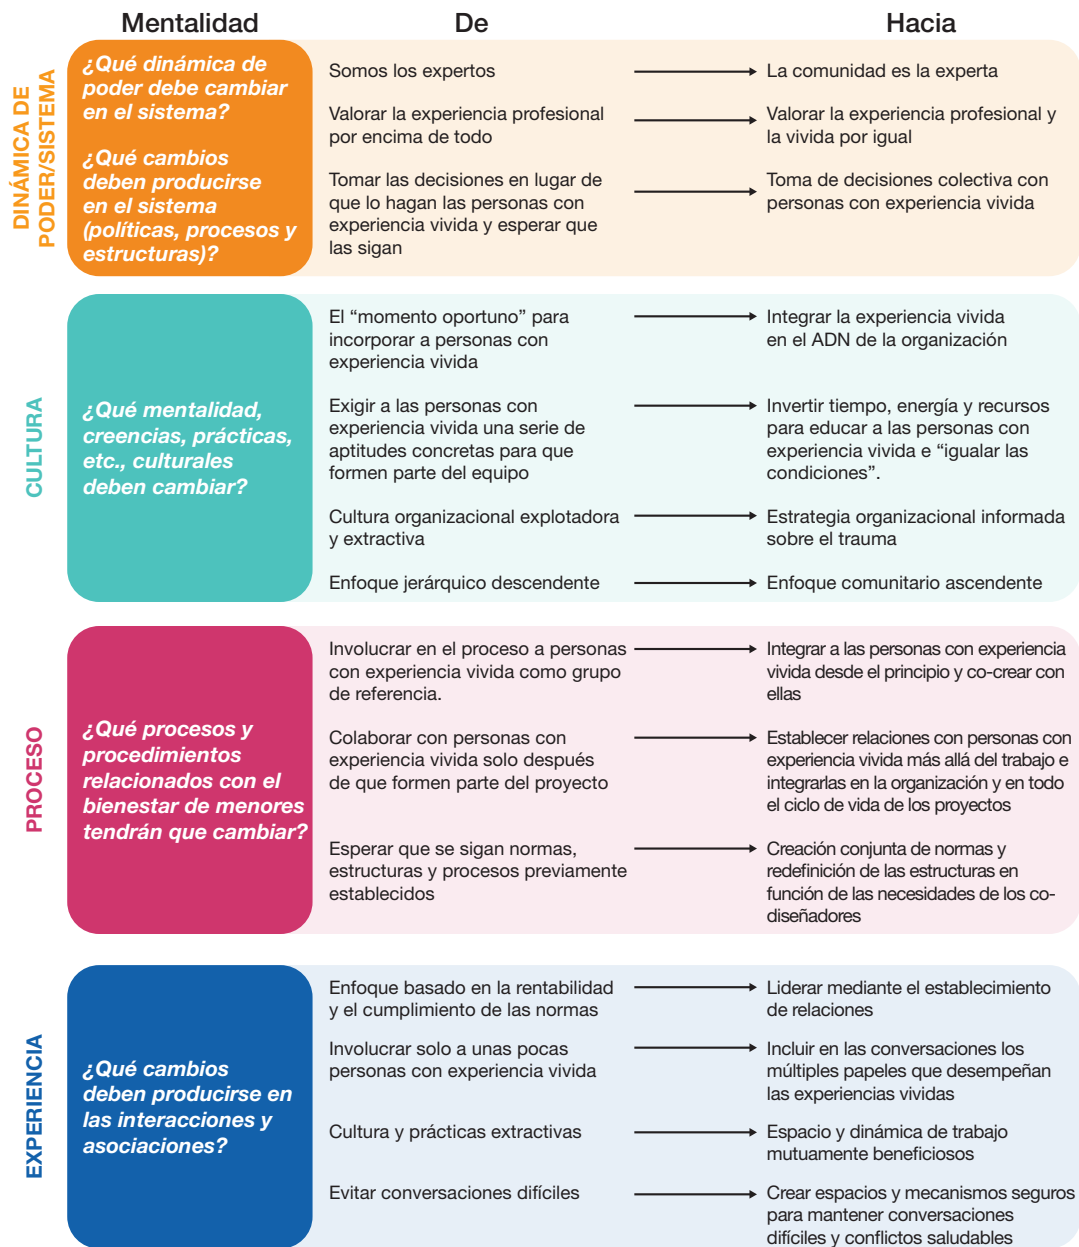 Mentalidad
De
Hacia
DINÁMICA DE
PODER/SISTEMA
¿Qué dinámica de
poder debe cambiar
en el sistema?
¿Qué cambios
deben producirse
en el sistema
(políticas, procesos y
estructuras)?
Somos los expertos
La comunidad es la experta
Valorar la experiencia profesional
por encima de todo
Valorar la experiencia profesional y
la vivida por igual
Tomar las decisiones en lugar de
que lo hagan las personas con
experiencia vivida y esperar que
las sigan
Toma de decisiones colectiva con
personas con experiencia vivida
CULTURA
¿Qué mentalidad,
creencias, prácticas,
etc., culturales
deben cambiar?
El “momento oportuno” para
incorporar a personas con
experiencia vivida
Integrar la experiencia vivida
en el ADN de la organización
Exigir a las personas con
experiencia vivida una serie de
aptitudes concretas para que
formen parte del equipo
Invertir tiempo, energía y recursos
para educar a las personas con
experiencia vivida e “igualar las
condiciones”.
Cultura organizacional explotadora
y extractiva
Estrategia organizacional informada
sobre el trauma
Enfoque jerárquico descendente
Enfoque comunitario ascendente
PROCESO
¿Qué procesos y
procedimientos
relacionados con el
bienestar de menores
tendrán que cambiar?
Involucrar en el proceso a personas
con experiencia vivida como grupo
de referencia.
Integrar a las personas con experiencia
vivida desde el principio y co-crear con
ellas
Colaborar con personas con
experiencia vivida solo después
de que formen parte del proyecto
Establecer relaciones con personas con
experiencia vivida más allá del trabajo e
integrarlas en la organización y en todo
el ciclo de vida de los proyectos
Esperar que se sigan normas,
estructuras y procesos previamente
establecidos
Creación conjunta de normas y
redefinición de las estructuras en
función de las necesidades de los co-
diseñadores
EXPERIENCIA
¿Qué cambios
deben producirse en
las interacciones y
asociaciones?
Enfoque basado en la rentabilidad
y el cumplimiento de las normas
Liderar mediante el establecimiento
de relaciones
Involucrar solo a unas pocas
personas con experiencia vivida
Incluir en las conversaciones los
múltiples papeles que desempeñan
las experiencias vividas
Cultura y prácticas extractivas
Espacio y dinámica de trabajo
mutuamente beneficiosos
Evitar conversaciones difíciles
Crear espacios y mecanismos seguros
para mantener conversaciones
difíciles y conflictos saludables